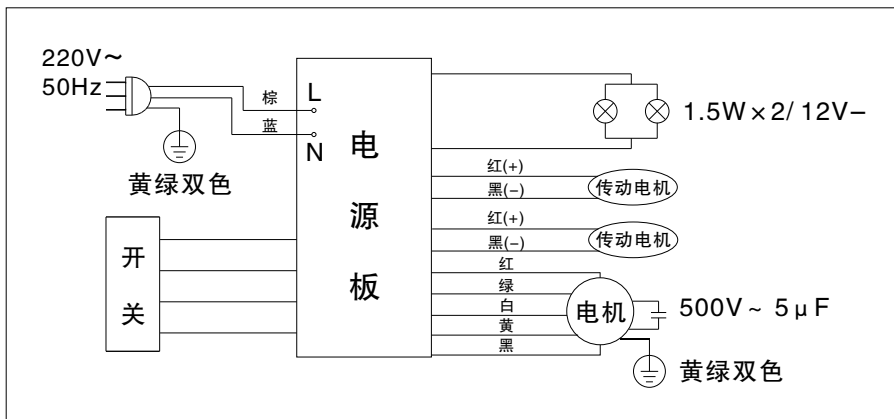 220V~
50Hz
棕
L
蓝
N
黄绿双色
电
源
板
开
关
1.5W×2/ 12V–
红(+)
黑(–)
传动电机
红(+)
黑(–)
传动电机
红
绿
白
黄
黑
电机
500V ~ 5μF
黄绿双色